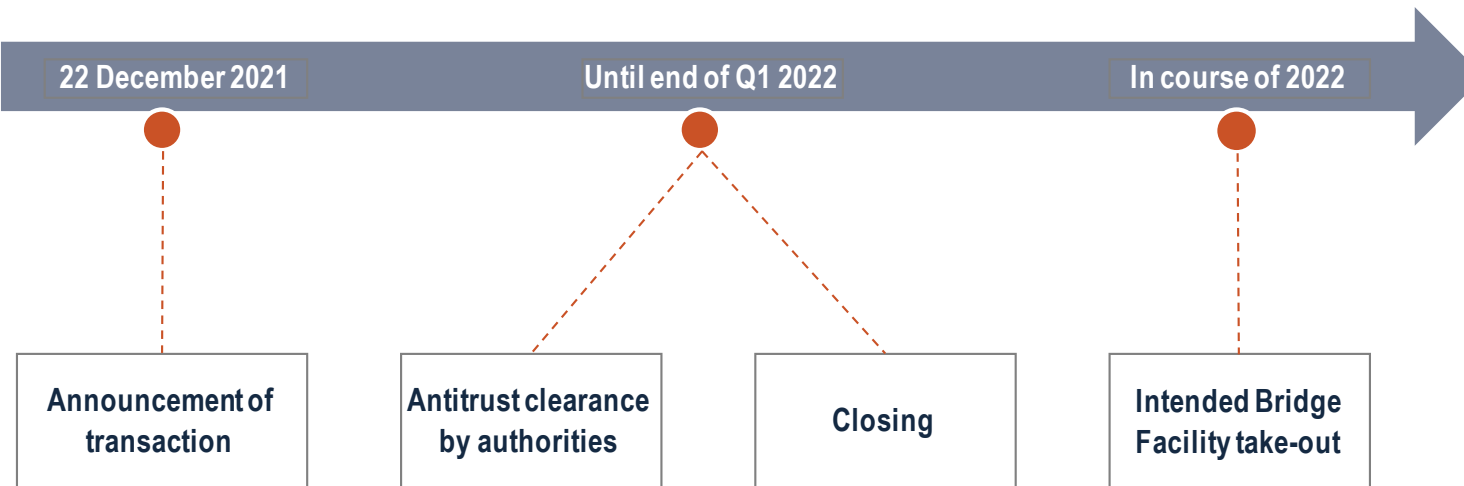 22 December 2021
Until end of Q1 2022
In course of 2022
Announcement of
transaction
Antitrust clearance
by authorities
Closing
Intended Bridge
Facility take-out